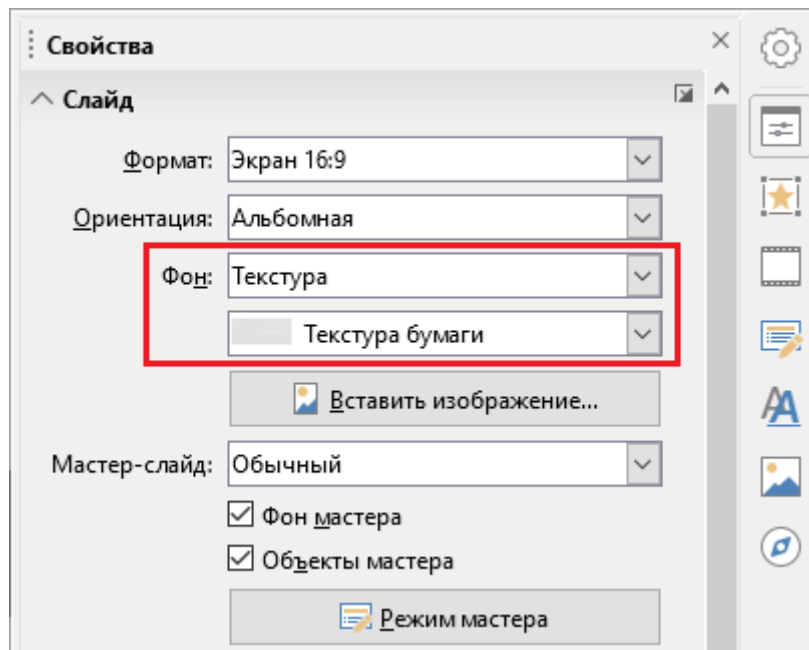 Свойства
Слайд
Формат: Экран 16:9
Ориентация: Альбомная
Фон: Текстура
Текстура бумаги
Вставить изображение...
Мастер-слайд: Обычный
Фон мастера
Объекты мастера
Режим мастера